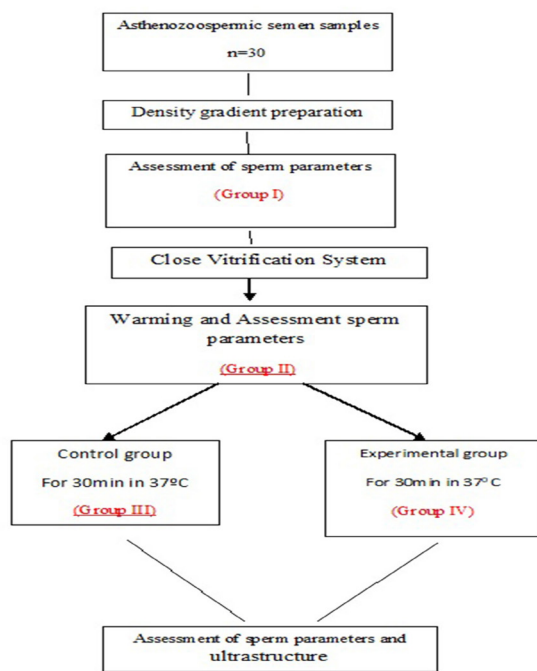 Asthenozoospermic semen samples
n=30
Density gradient preparation
Assessment of sperm parameters
(Group I)
Close Vitrification System
Warming and Assessment sperm
parameters
(Group II)
Control group
For 30min in 37ºC
(Group III)
Experimental group
For 30min in 37°C
(Group IV)
Assessment of sperm parameters and
ultrastructure